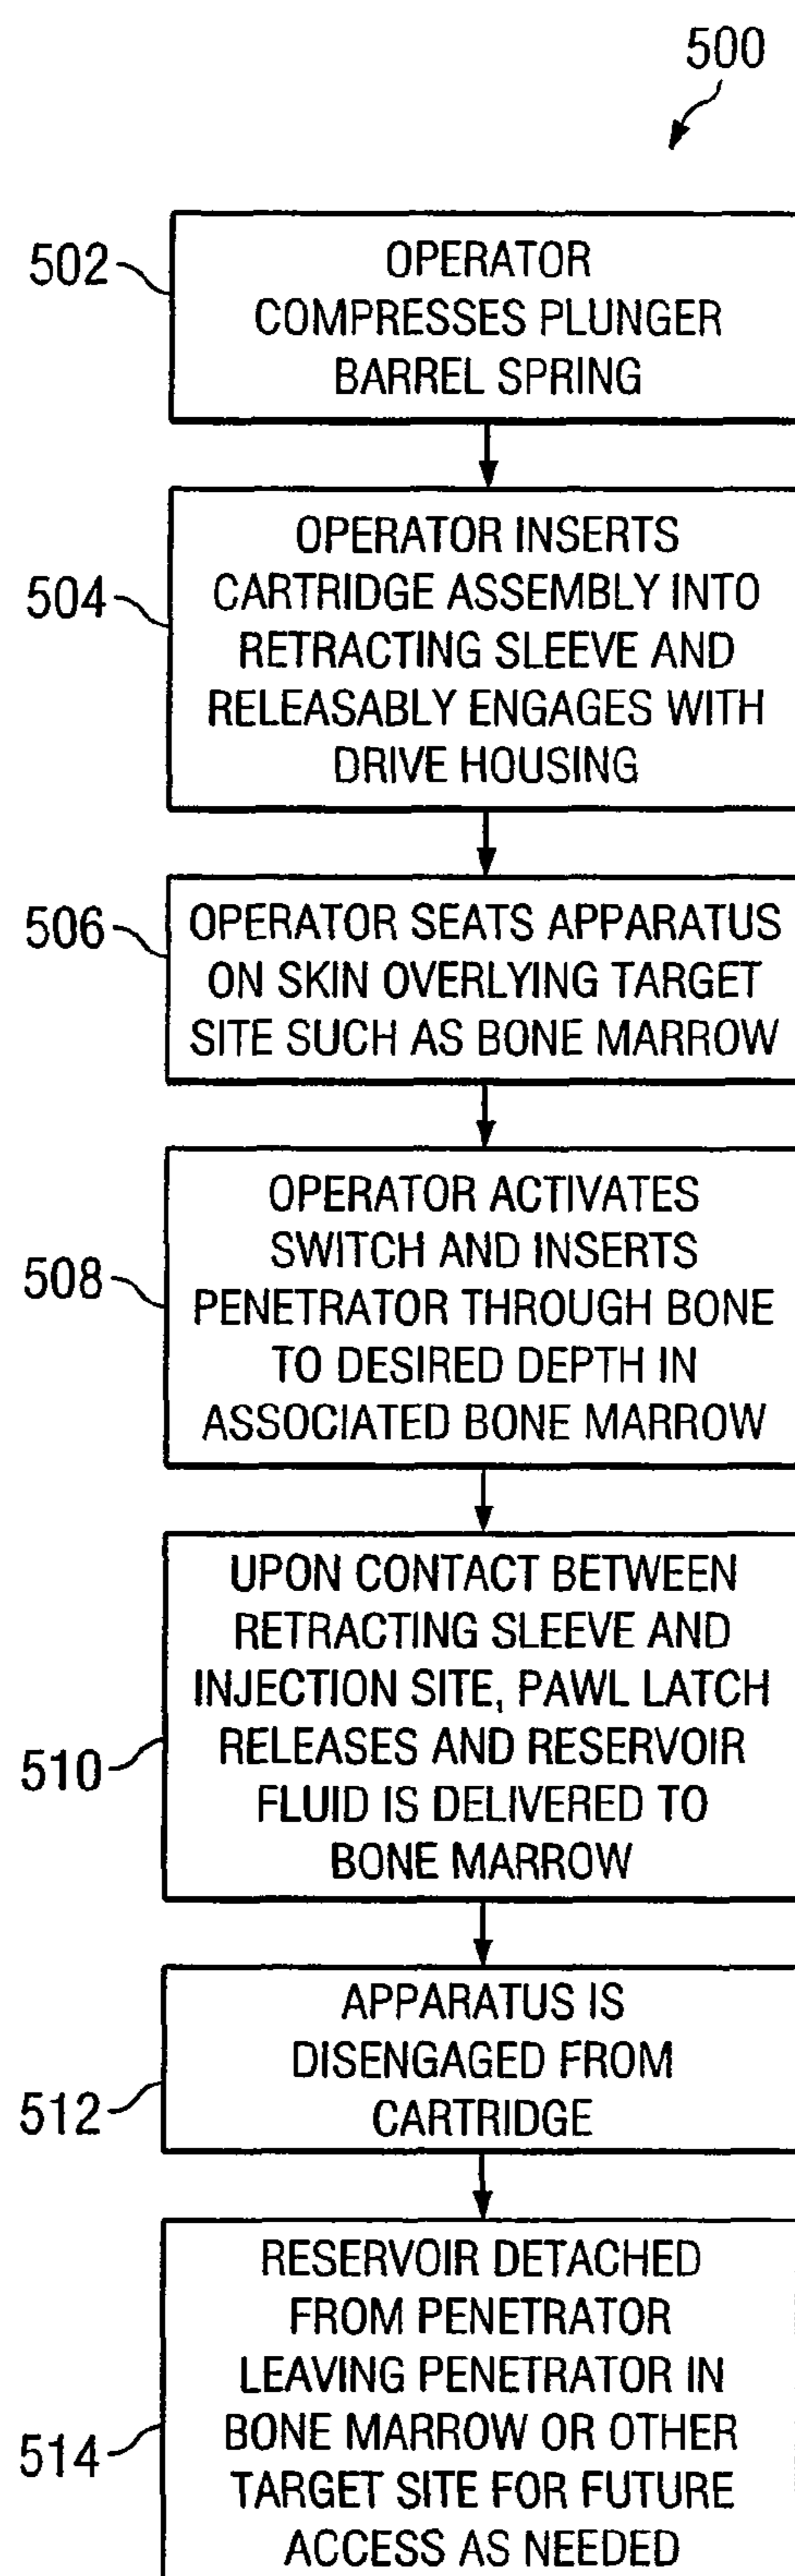 500
502
OPERATOR
COMPRESSES PLUNGER
BARREL SPRING
504
OPERATOR INSERTS
CARTRIDGE ASSEMBLY INTO
RETRACTING SLEEVE AND
RELEASABLY ENGAGES WITH
DRIVE HOUSING
506
OPERATOR SEATS APPARATUS
ON SKIN OVERLYING TARGET
SITE SUCH AS BONE MARROW
508
OPERATOR ACTIVATES
SWITCH AND INSERTS
PENETRATOR THROUGH BONE
TO DESIRED DEPTH IN
ASSOCIATED BONE MARROW
510
UPON CONTACT BETWEEN
RETRACTING SLEEVE AND
INJECTION SITE, PAWL LATCH
RELEASES AND RESERVOIR
FLUID IS DELIVERED TO
BONE MARROW
512
APPARATUS IS
DISENGAGED FROM
CARTRIDGE
514
RESERVOIR DETACHED
FROM PENETRATOR
LEAVING PENETRATOR IN
BONE MARROW OR OTHER
TARGET SITE FOR FUTURE
ACCESS AS NEEDED